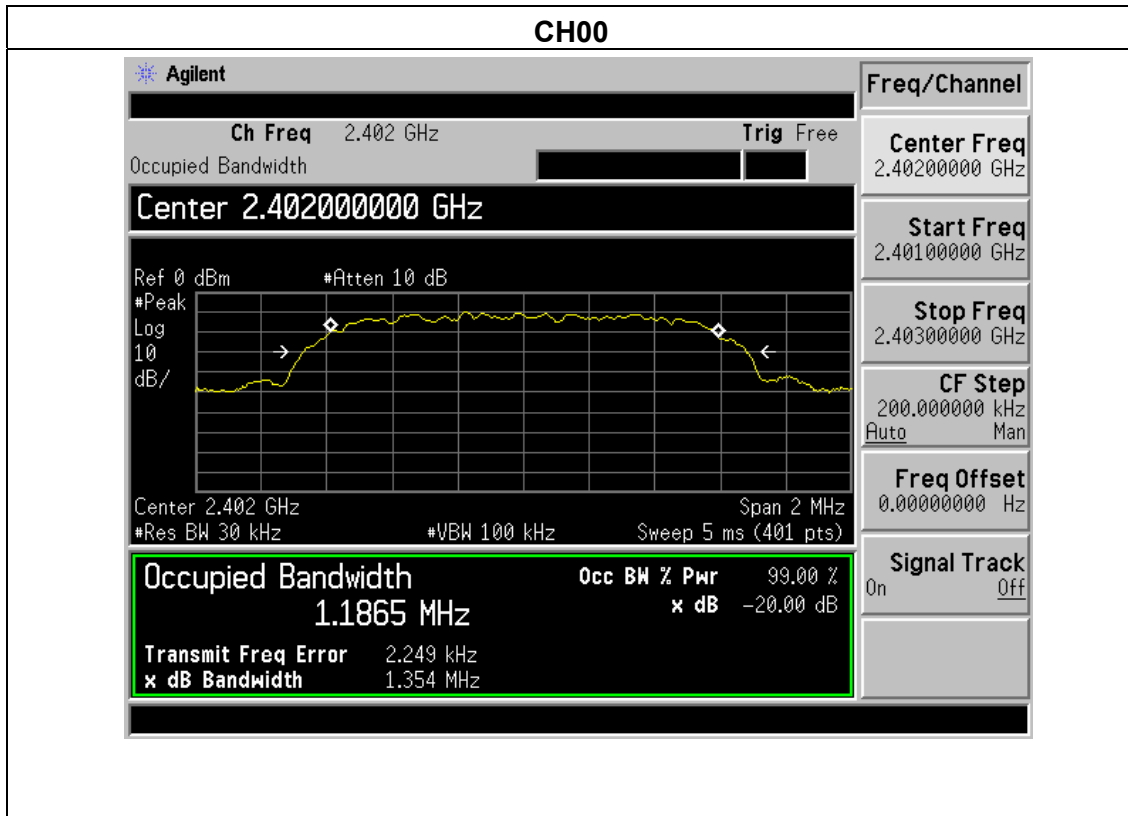 CH00
Agilent
Ch Freq 2.402 GHz Trig Free
Occupied Bandwidth
Center 2.402000000 GHz
Ref 0 dBm #Atten 10 dB
#Peak
Log
10
dB/
Center 2.402 GHz Span 2 MHz
#Res BW 30 kHz #VBW 100 kHz Sweep 5 ms (401 pts)
Occupied Bandwidth
1.1865 MHz
Occ BW % Pwr 99.00 %
x dB -20.00 dB
Transmit Freq Error 2.249 kHz
x dB Bandwidth 1.354 MHz
Freq/Channel
Center Freq
2.40200000 GHz
Start Freq
2.40100000 GHz
Stop Freq
2.40300000 GHz
CF Step
200.000000 kHz
Auto Man
Freq Offset
0.00000000 Hz
Signal Track
On Off